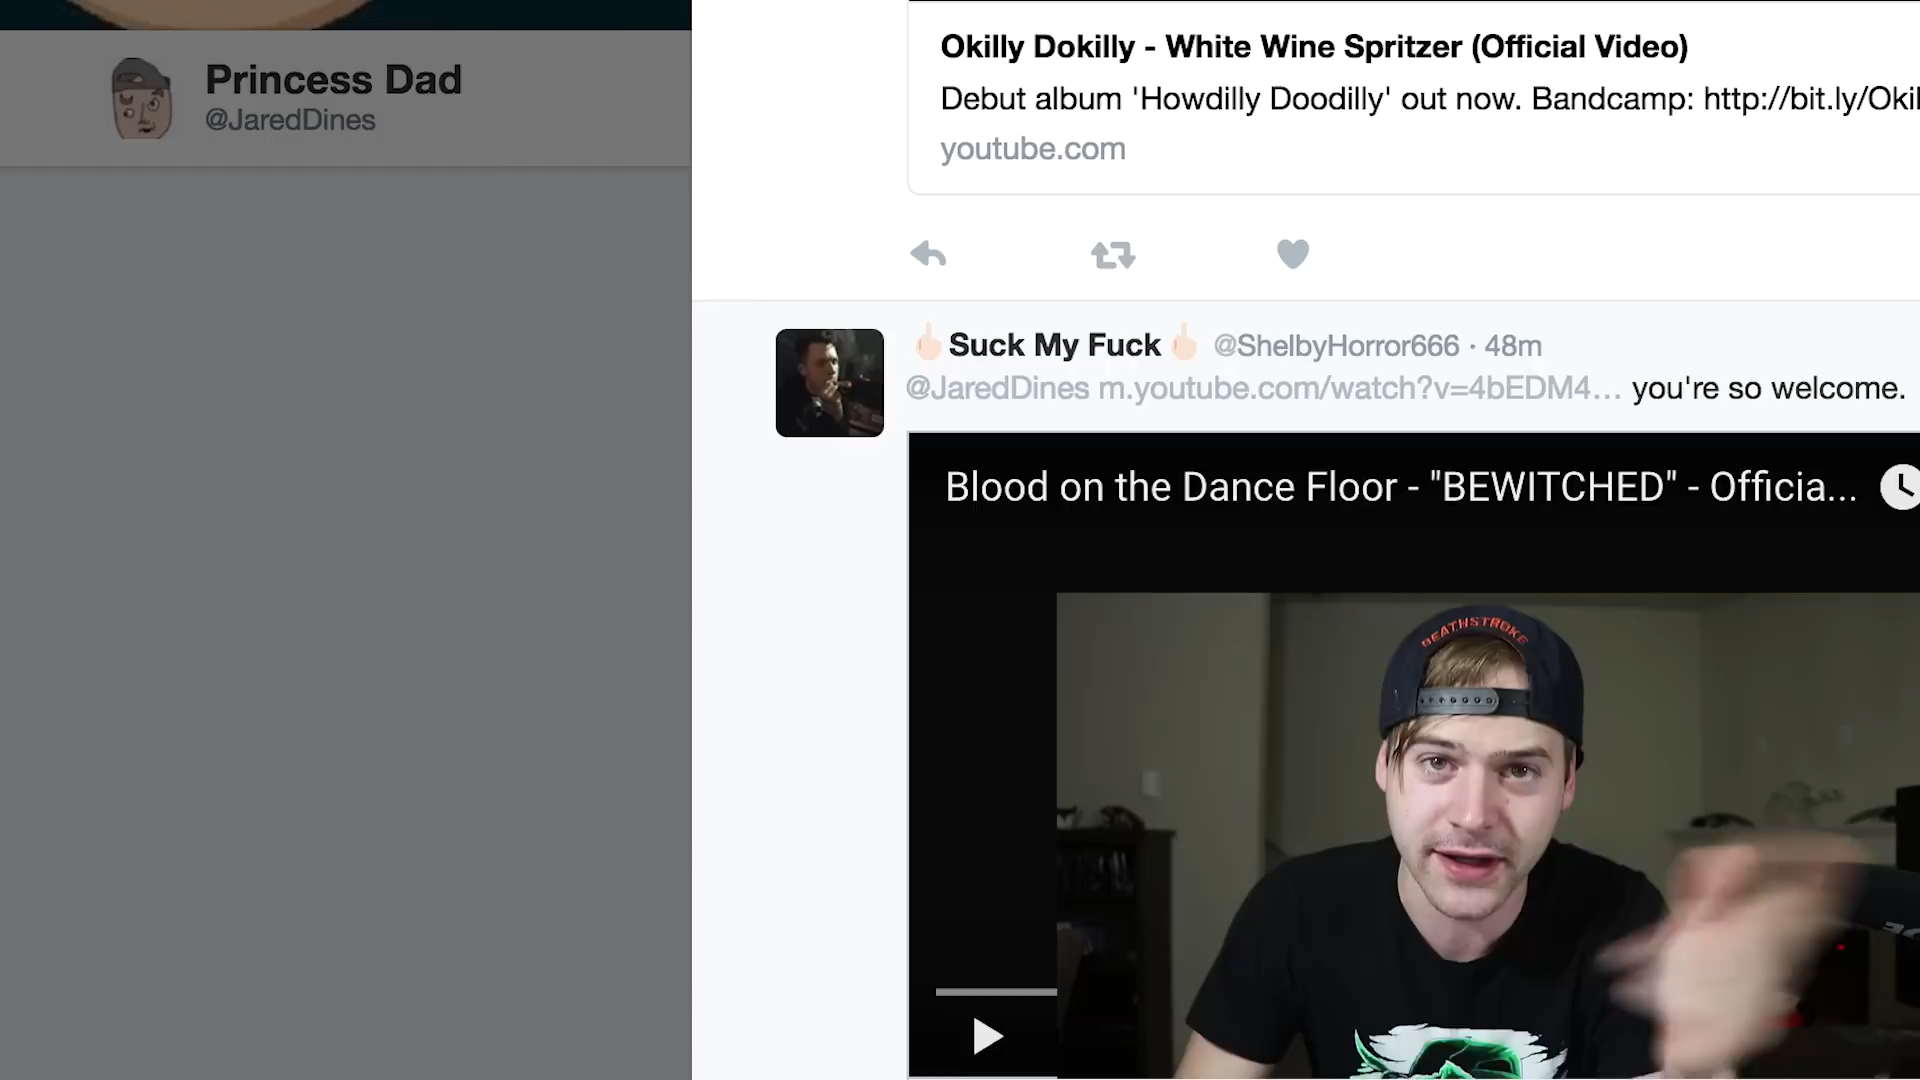 Princess Dad
@JaredDines
Okilly Dokilly - White Wine Spritzer (Official Video)
Debut album 'Howdilly Doodilly' out now. Bandcamp: http://bit.ly/Okil
youtube.com
Suck My Fuck @ShelbyHorror666 · 48m
@JaredDines m.youtube.com/watch?v=4bEDM4… you're so welcome.
Blood on the Dance Floor - "BEWITCHED" - Officia...
DEATHSTROKE